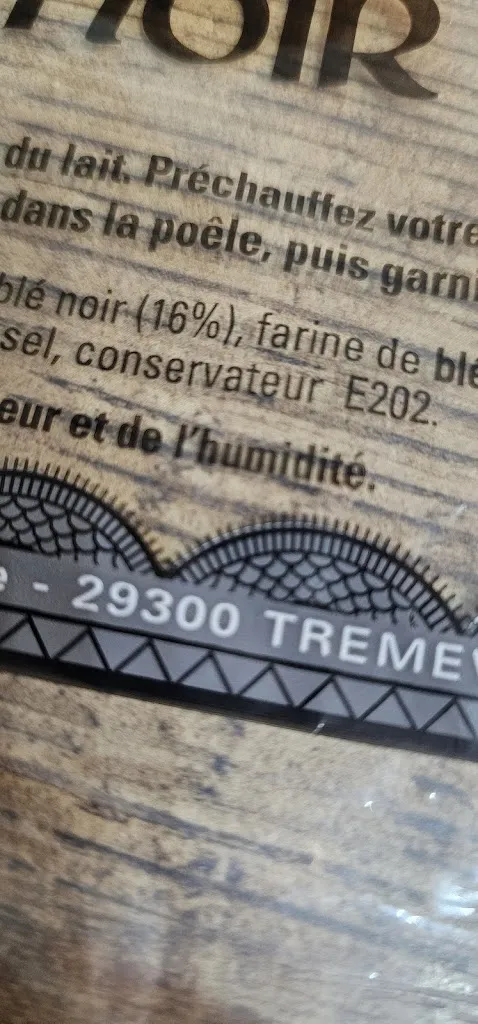 NOIR
du lait. Préchauffez votre
dans la poêle, puis garni
blé noir (16%), farine de blé
sel, conservateur E202.
eur et de l'humidité.
e - 29300 TREMEV